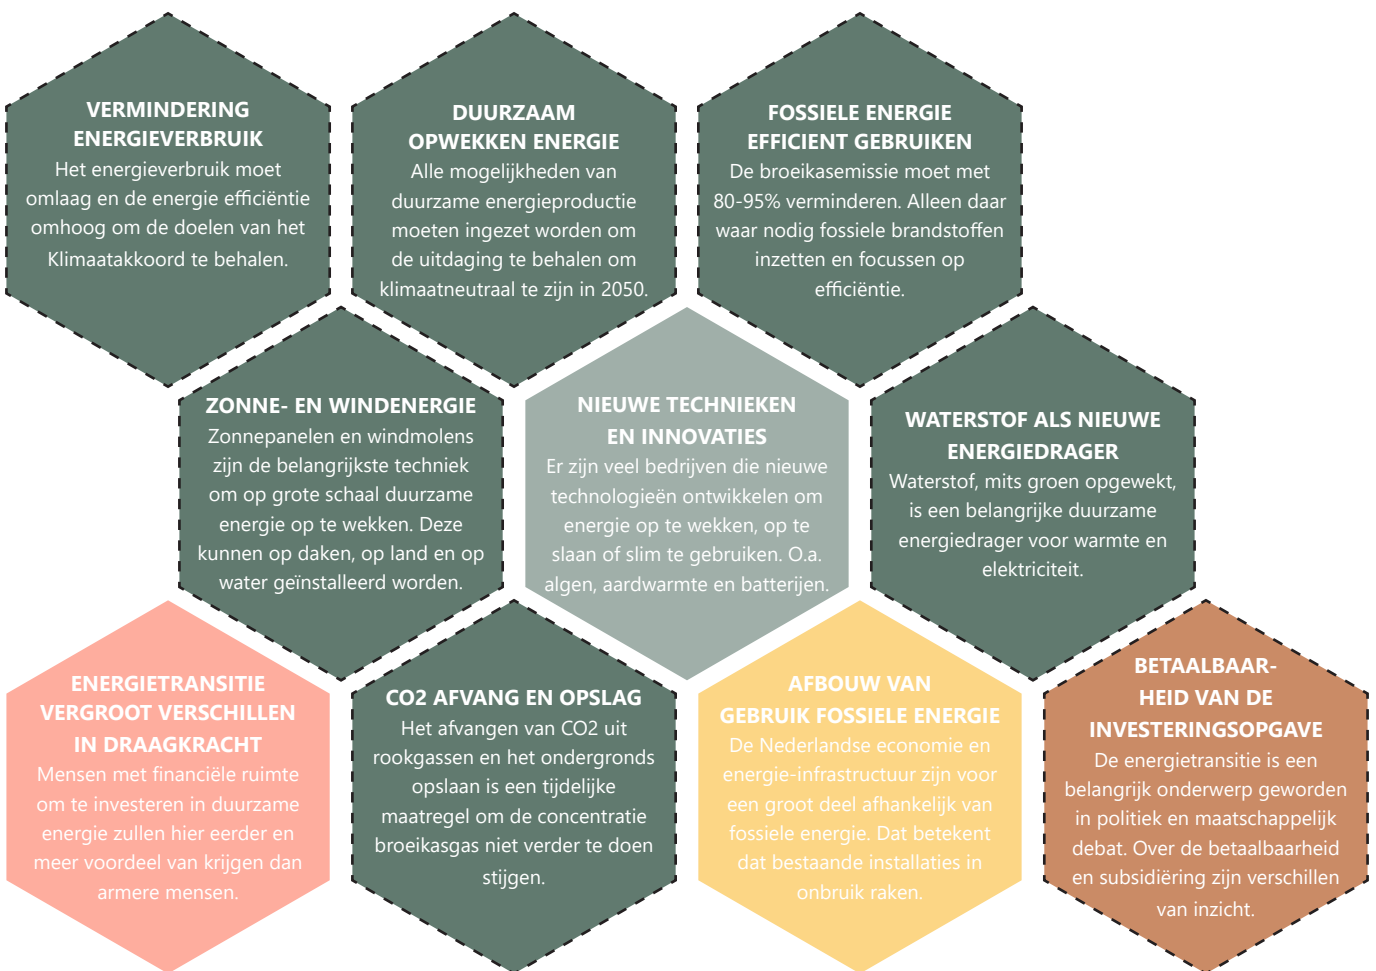 VERMINDERING
ENERGIEVERBRUIK
Het energieverbruik moet
omlaag en de energie efficiëntie
omhoog om de doelen van het
Klimaatakkoord te behalen.
DUURZAAM
OPWEKKEN ENERGIE
Alle mogelijkheden van
duurzame energieproductie
moeten ingezet worden om
de uitdaging te behalen om
klimaatneutraal te zijn in 2050.
FOSSIELE ENERGIE
EFFICIENT GEBRUIKEN
De broeikasemissie moet met
80-95% verminderen. Alleen daar
waar nodig fossiele brandstoffen
inzetten en focussen op
efficiëntie.
ZONNE- EN WINDENERGIE
Zonnepanelen en windmolens
zijn de belangrijkste techniek
om op grote schaal duurzame
energie op te wekken. Deze
kunnen op daken, op land en op
water geïnstalleerd worden.
NIEUWE TECHNIEKEN
EN INNOVATIES
Er zijn veel bedrijven die nieuwe
technologieën ontwikkelen om
energie op te wekken, op te
slaan of slim te gebruiken. O.a.
algen, aardwarmte en batterijen.
WATERSTOF ALS NIEUWE
ENERGIEDRAGER
Waterstof, mits groen opgewekt,
is een belangrijke duurzame
energiedrager voor warmte en
elektriciteit.
ENERGIETRANSITIE
VERGROOT VERSCHILLEN
IN DRAAGKRACHT
Mensen met financiële ruimte
om te investeren in duurzame
energie zullen hier eerder en
meer voordeel van krijgen dan
armere mensen.
CO2 AFVANG EN OPSLAG
Het afvangen van CO2 uit
rookgassen en het ondergronds
opslaan is een tijdelijke
maatregel om de concentratie
broeikasgas niet verder te doen
stijgen.
AFBOUW VAN
GEBRUIK FOSSIELE ENERGIE
De Nederlandse economie en
energie-infrastructuur zijn voor
een groot deel afhankelijk van
fossiele energie. Dat betekent
dat bestaande installaties in
onbruik raken.
BETAALBAAR-
HEID VAN DE
INVESTERINGSOPGAVE
De energietransitie is een
belangrijk onderwerp geworden
in politiek en maatschappelijk
debat. Over de betaalbaarheid
en subsidiëring zijn verschillen
van inzicht.